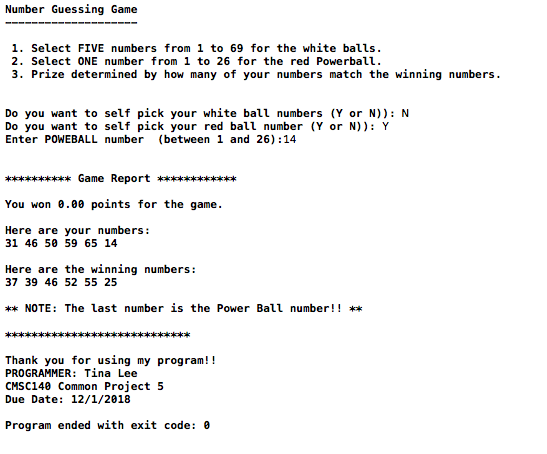 Number Guessing Game
--------------------
1. Select FIVE numbers from 1 to 69 for the white balls.
2. Select ONE number from 1 to 26 for the red Powerball.
3. Prize determined by how many of your numbers match the winning numbers.
Do you want to self pick your white ball numbers (Y or N)): N
Do you want to self pick your red ball number (Y or N)): Y
Enter POWEBALL number  (between 1 and 26):14
********** Game Report ************
You won 0.00 points for the game.
Here are your numbers:
31 46 50 59 65 14
Here are the winning numbers:
37 39 46 52 55 25
** NOTE: The last number is the Power Ball number!! **
****************************
Thank you for using my program!!
PROGRAMMER: Tina Lee
CMSC140 Common Project 5
Due Date: 12/1/2018
Program ended with exit code: 0